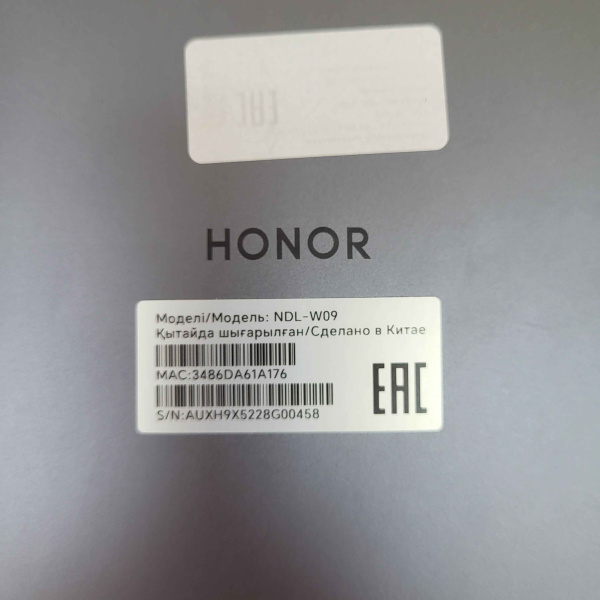 HONOR
Моделі/Модель: NDL-W09
Қытайда шығарылған/Сделано в Китае
MAC:3486DA61A176
S/N:AUXH9X5228G00458
EAC